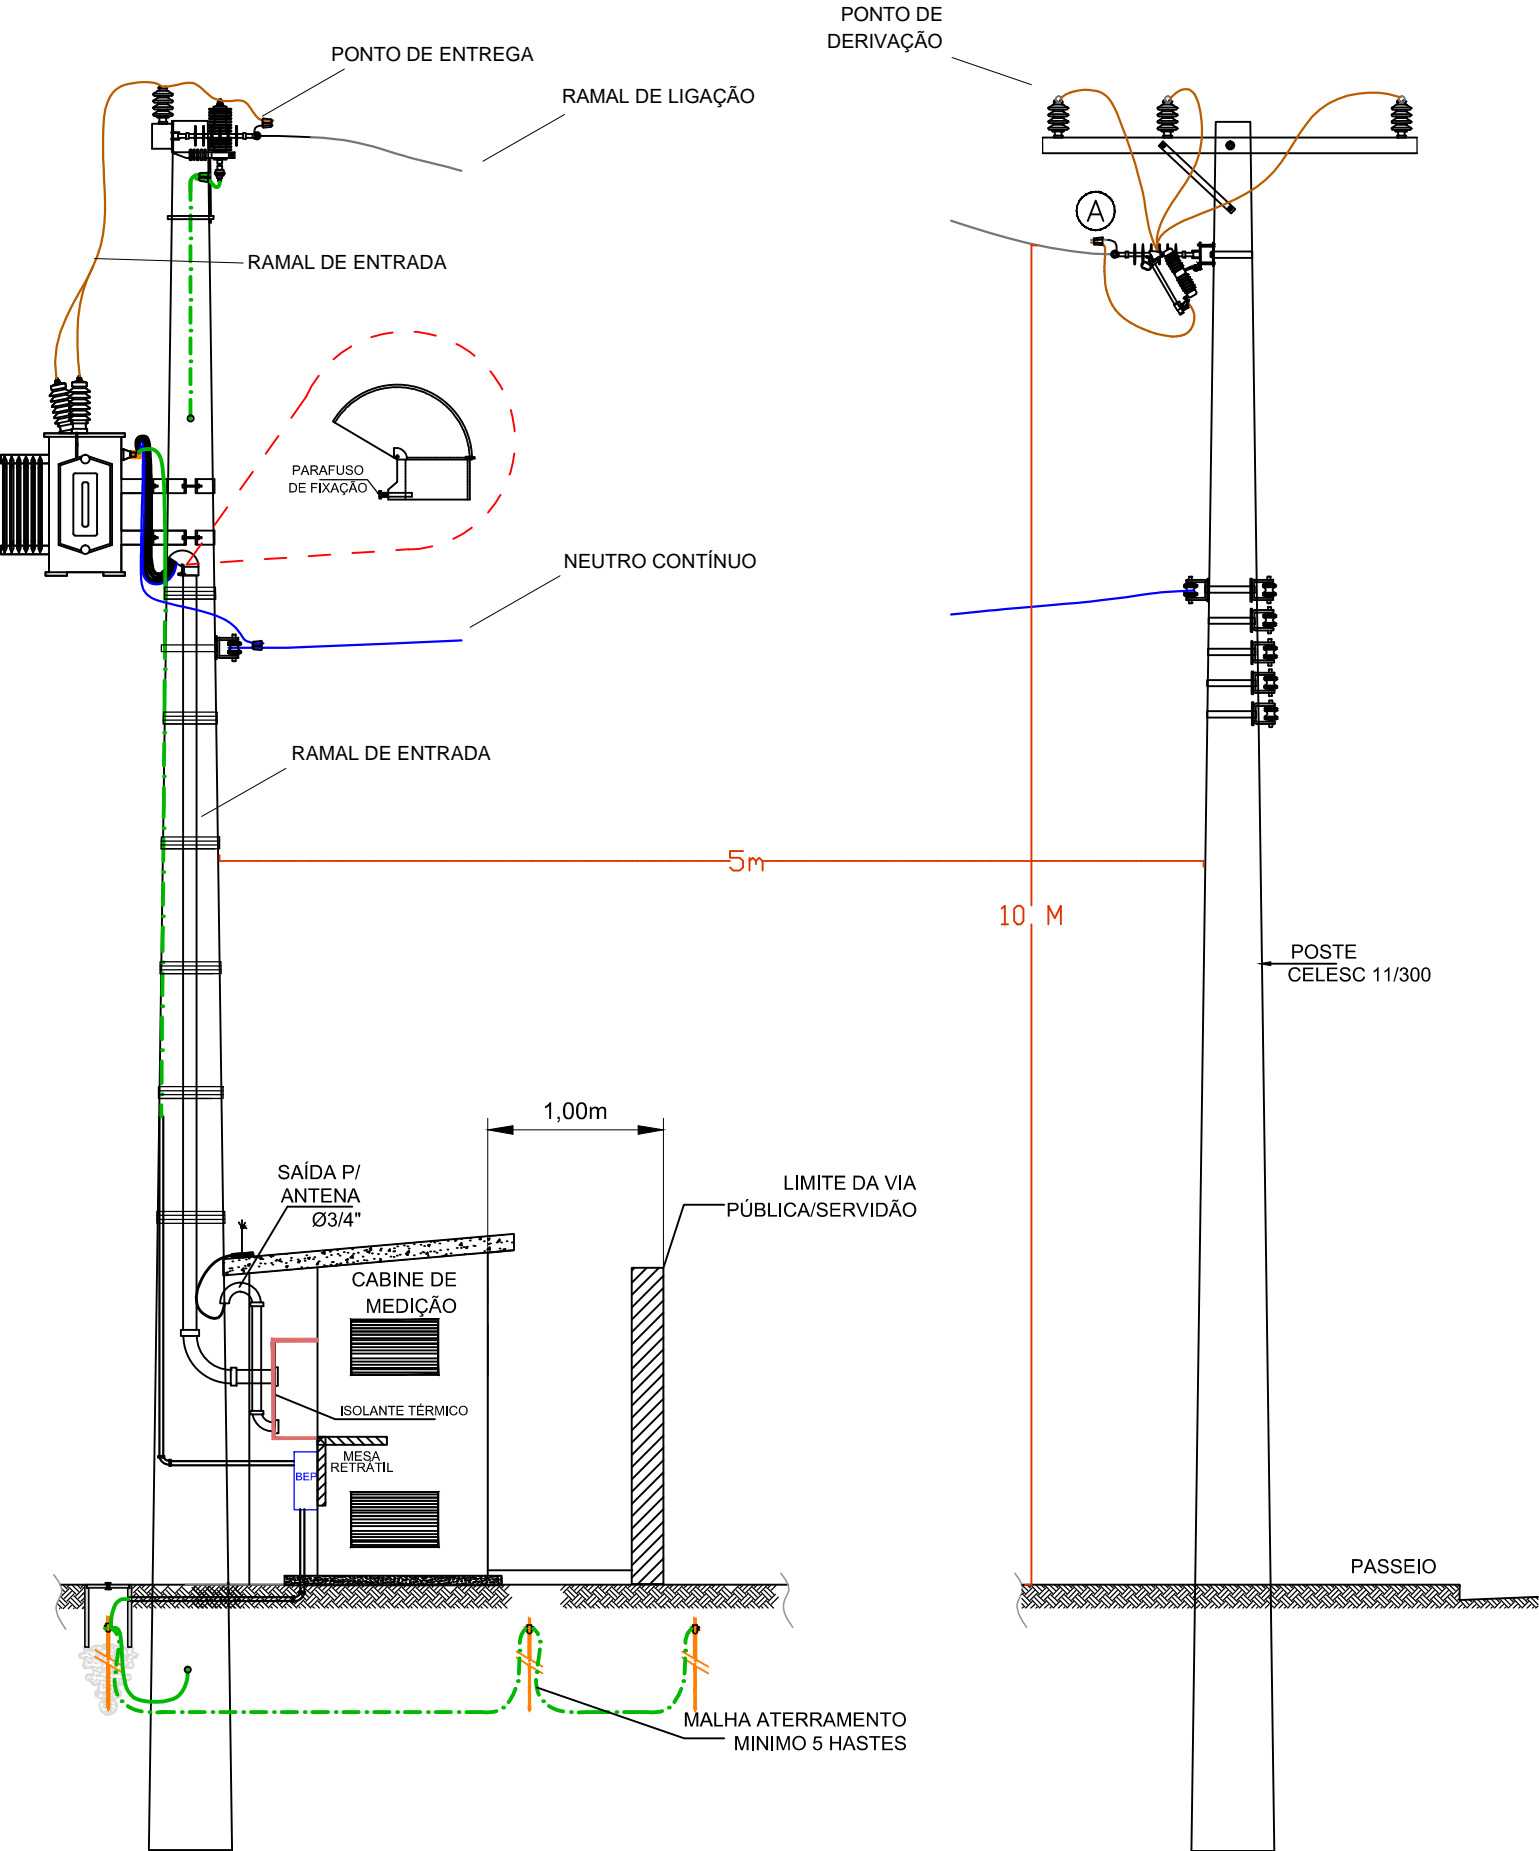 PONTO DE
DERIVAÇÃO
PONTO DE ENTREGA
RAMAL DE LIGAÇÃO
A
RAMAL DE ENTRADA
PARAFUSO
DE FIXAÇÃO
NEUTRO CONTÍNUO
RAMAL DE ENTRADA
5m
10 M
POSTE
CELESC 11/300
1,00m
SAÍDA P/
ANTENA
Ø3/4"
LIMITE DA VIA
PÚBLICA/SERVIDÃO
CABINE DE
MEDIÇÃO
ISOLANTE TÉRMICO
MESA
RETRÁTIL
BEP
PASSEIO
MALHA ATERRAMENTO
MINIMO 5 HASTES